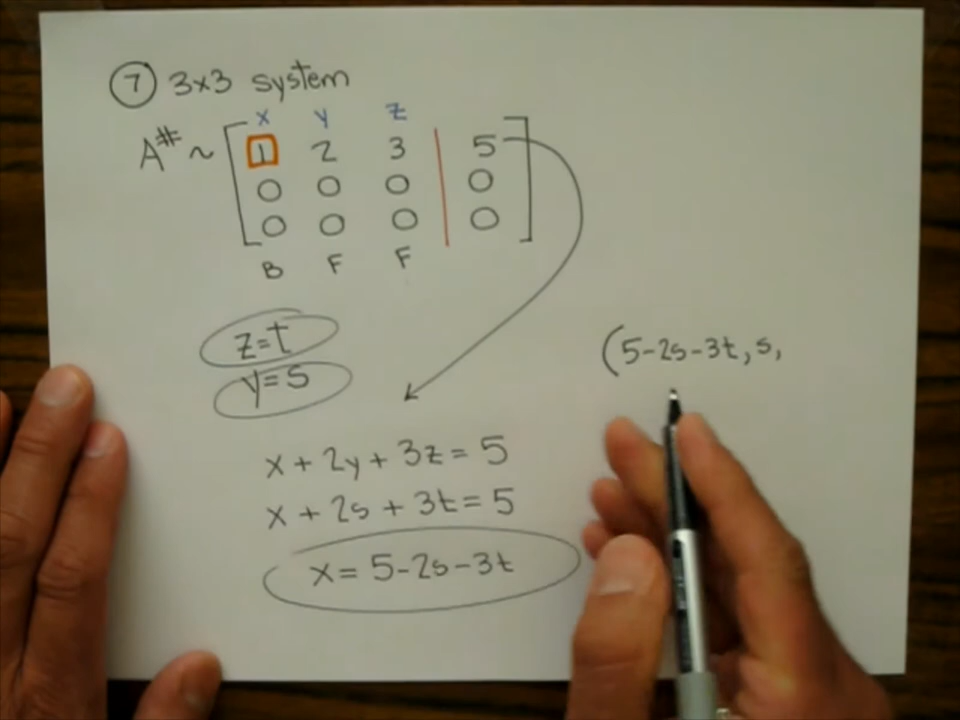 7 3x3 system
x y z
A# ~ [ 1 2 3 | 5 ]
0 0 0 0
0 0 0 0
B F F
z=t
y=s
(5-2s-3t, s,
x + 2y + 3z = 5
x + 2s + 3t = 5
x = 5-2s-3t